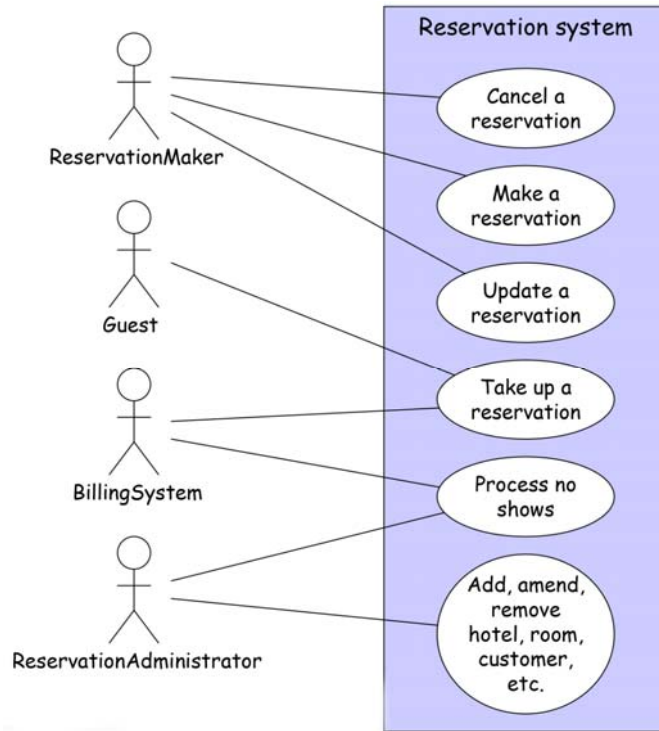 Reservation system
Cancel a
reservation
ReservationMaker
Make a
reservation
Update a
reservation
Guest
Take up a
reservation
BillingSystem
Process no
shows
Add, amend,
remove
hotel, room,
customer,
etc.
ReservationAdministrator